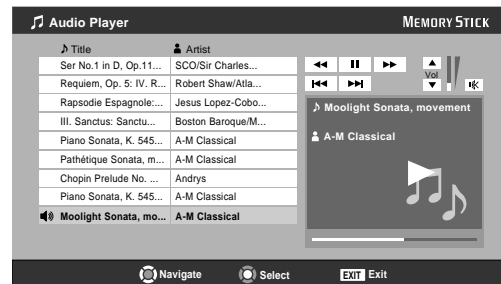 Audio Player
MEMORY STICK
Title Artist
Ser No.1 in D, Op.11... SCO/Sir Charles...
Requiem, Op. 5: IV. R... Robert Shaw/Atla...
Rapsodie Espagnole:... Jesus Lopez-Cobo...
III. Sanctus: Sanctu... Boston Baroque/M...
Piano Sonata, K. 545... A-M Classical
Pathétique Sonata, m... A-M Classical
Chopin Prelude No. ... Andrys
Piano Sonata, K. 545... A-M Classical
Moolight Sonata, mo... A-M Classical
Vol
Moolight Sonata, movement
A-M Classical
Navigate Select EXIT Exit